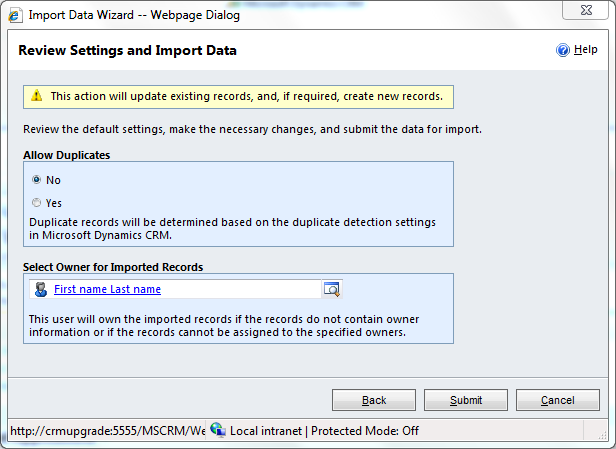 Import Data Wizard -- Webpage Dialog
Review Settings and Import Data
Help
This action will update existing records, and, if required, create new records.
Review the default settings, make the necessary changes, and submit the data for import.
Allow Duplicates
No
Yes
Duplicate records will be determined based on the duplicate detection settings
in Microsoft Dynamics CRM.
Select Owner for Imported Records
First name Last name
This user will own the imported records if the records do not contain owner
information or if the records cannot be assigned to the specified owners.
Back Submit Cancel
http://crmupgrade:5555/MSCRM/We Local intranet | Protected Mode: Off